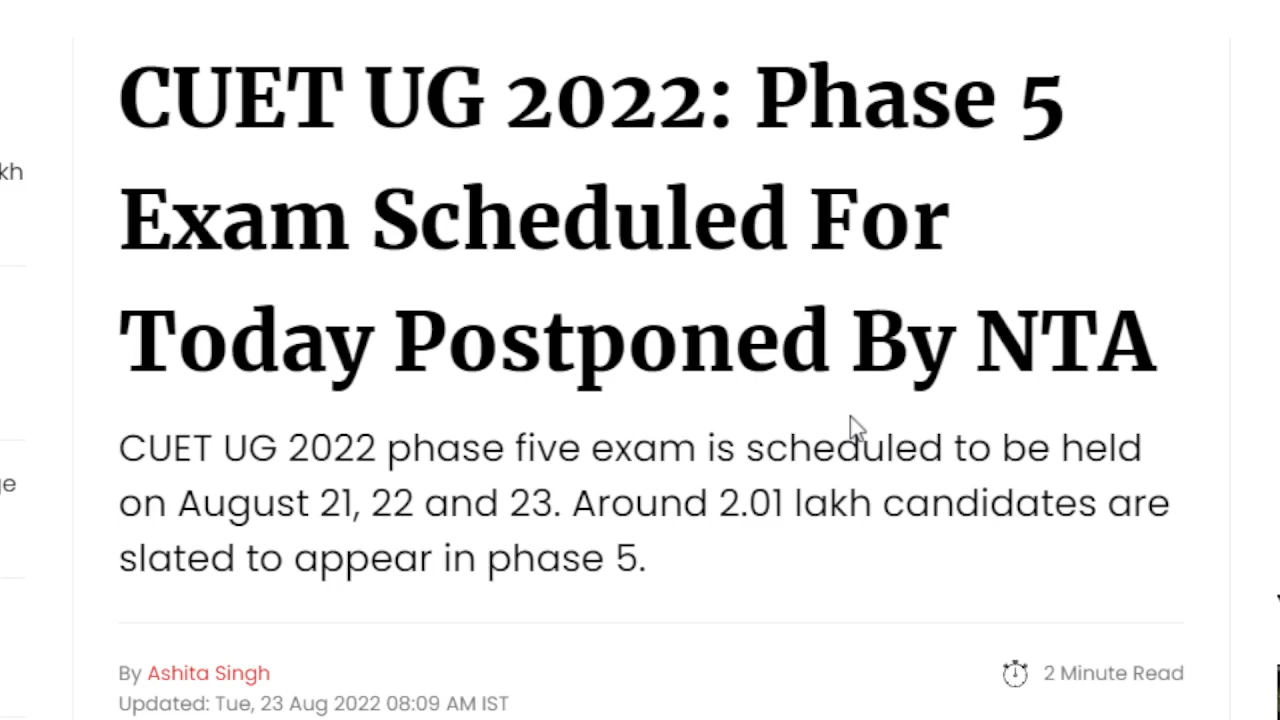 CUET UG 2022: Phase 5
Exam Scheduled For
Today Postponed By NTA
CUET UG 2022 phase five exam is scheduled to be held
on August 21, 22 and 23. Around 2.01 lakh candidates are
slated to appear in phase 5.
By Ashita Singh
2 Minute Read
Updated: Tue, 23 Aug 2022 08:09 AM IST